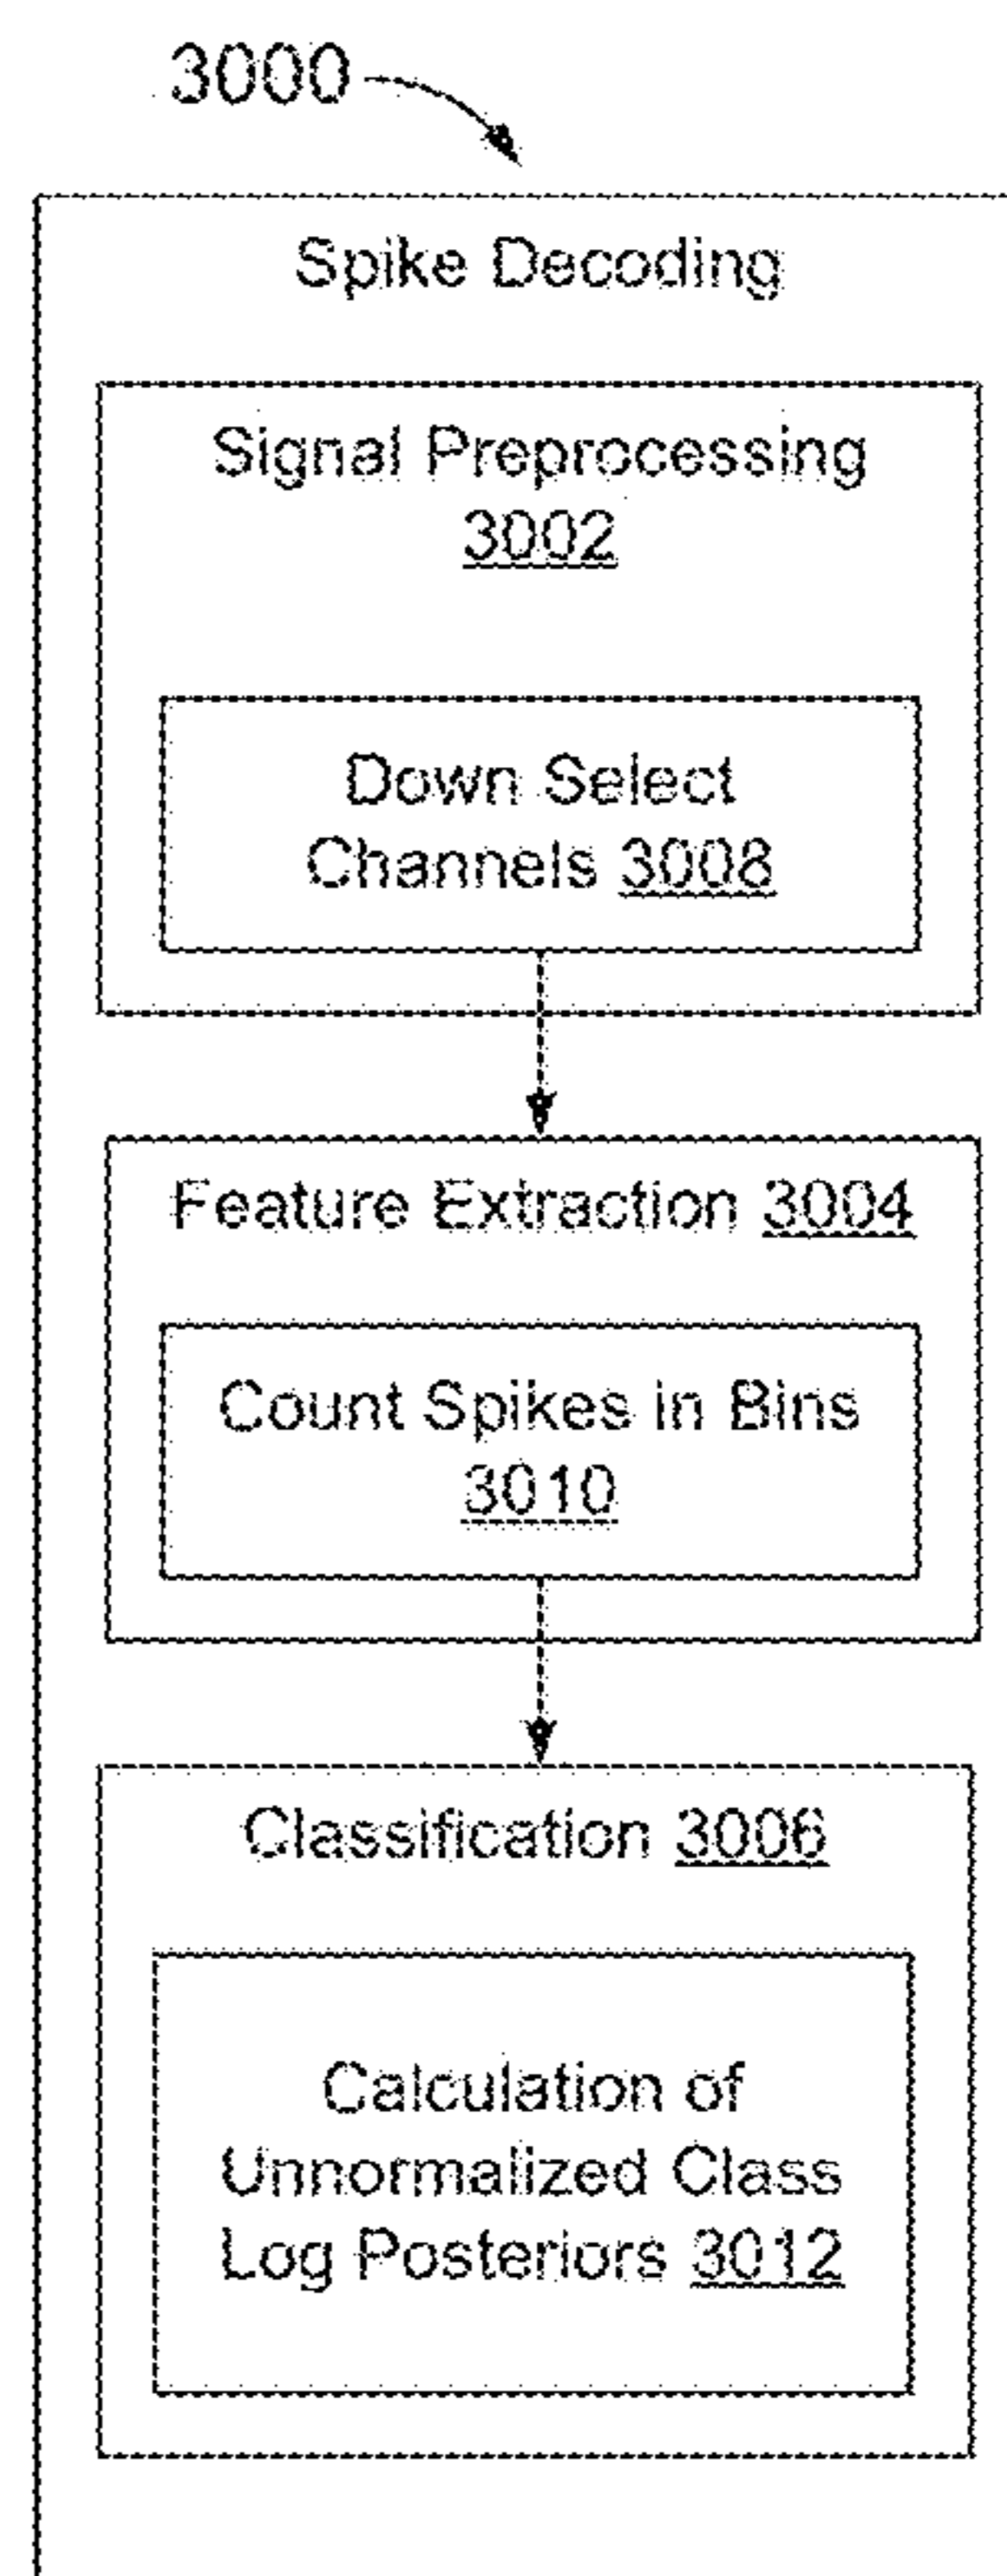 3000
Spike Decoding
Signal Preprocessing
3002
Down Select
Channels 3008
Feature Extraction 3004
Count Spikes in Bins
3010
Classification 3006
Calculation of
Unnormalized Class
Log Posteriors 3012